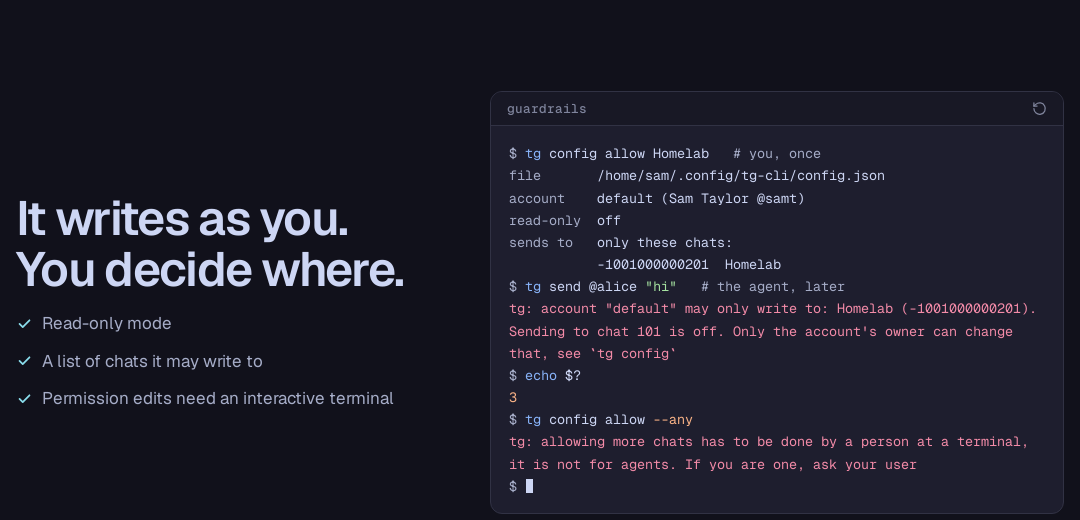 It writes as you.
You decide where.
Read-only mode
A list of chats it may write to
Permission edits need an interactive terminal
guardrails
$ tg config allow Homelab   # you, once
file       /home/sam/.config/tg-cli/config.json
account    default (Sam Taylor @samt)
read-only  off
sends to   only these chats:
           -1001000000201  Homelab
$ tg send @alice "hi"   # the agent, later
tg: account "default" may only write to: Homelab (-1001000000201).
Sending to chat 101 is off. Only the account's owner can change
that, see `tg config`
$ echo $?
3
$ tg config allow --any
tg: allowing more chats has to be done by a person at a terminal,
it is not for agents. If you are one, ask your user
$